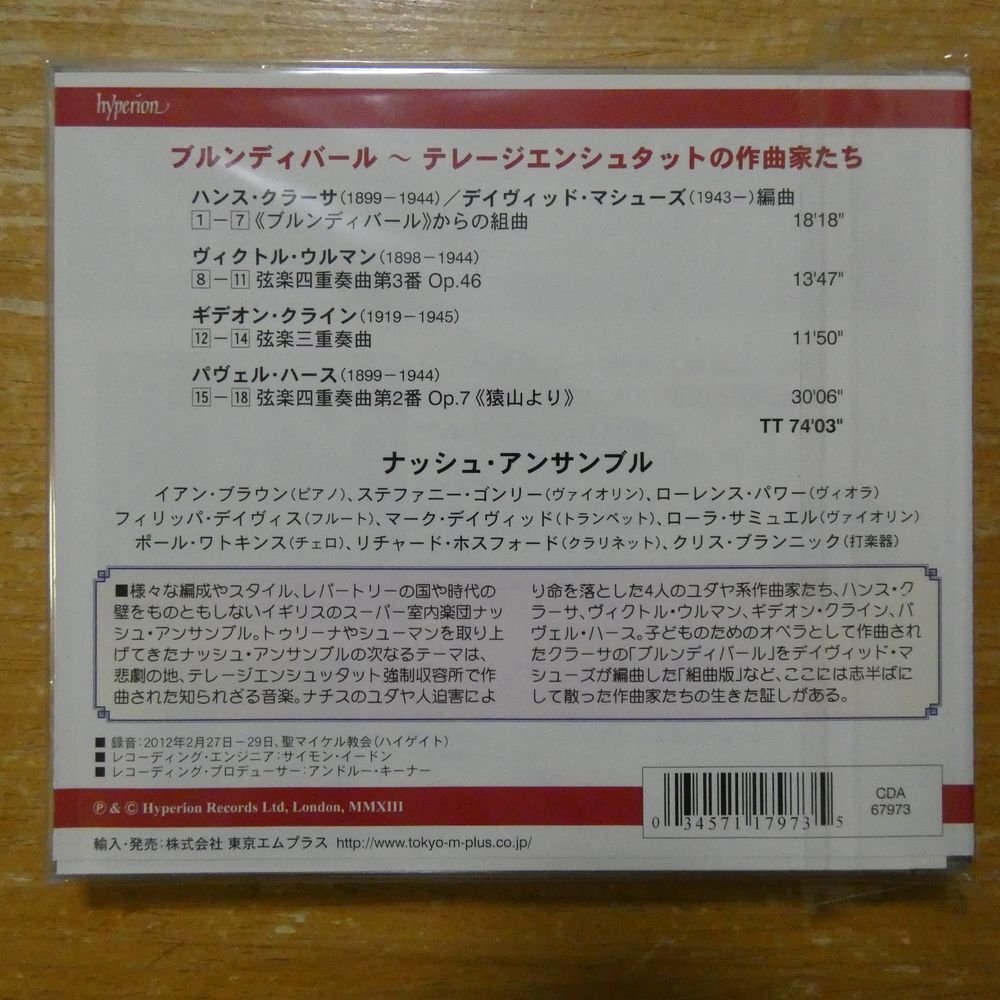 hyperion
ブルンディバール ～ テレージエンシュタットの作曲家たち
ハンス・クラーサ(1899－1944)／デイヴィッド・マシューズ(1943－)編曲
1－7《ブルンディバール》からの組曲 18'18"
ヴィクトル・ウルマン(1898－1944)
8－11 弦楽四重奏曲第3番 Op.46 13'47"
ギデオン・クライン(1919－1945)
12－14 弦楽三重奏曲 11'50"
パヴェル・ハース(1899－1944)
15－18 弦楽四重奏曲第2番 Op.7《猿山より》 30'06"
TT 74'03"
ナッシュ・アンサンブル
イアン・ブラウン(ピアノ)、ステファニー・ゴンリー(ヴァイオリン)、ローレンス・パワー(ヴィオラ)
フィリッパ・デイヴィス(フルート)、マーク・デイヴィッド(トランペット)、ローラ・サミュエル(ヴァイオリン)
ポール・ワトキンス(チェロ)、リチャード・ホスフォード(クラリネット)、クリス・ブランニック(打楽器)
■様々な編成やスタイル、レパートリーの国や時代の
壁をものともしないイギリスのスーパー室内楽団ナッ
シュ・アンサンブル。トゥリーナやシューマンを取り上
げてきたナッシュ・アンサンブルの次なるテーマは、
悲劇の地、テレージエンシュッタット強制収容所で作
曲された知られざる音楽。ナチスのユダヤ人迫害によ
り命を落とした4人のユダヤ系作曲家たち、ハンス・ク
ラーサ、ヴィクトル・ウルマン、ギデオン・クライン、パ
ヴェル・ハース。子どものためのオペラとして作曲され
たクラーサの「ブルンディバール」をデイヴィッド・マ
シューズが編曲した「組曲版」など、ここには志半ばに
して散った作曲家たちの生きた証しがある。
■ 録音：2012年2月27日－29日、聖マイケル教会(ハイゲイト)
■ レコーディング・エンジニア：サイモン・イードン
■ レコーディング・プロデューサー：アンドルー・キーナー
Ⓟ & Ⓒ Hyperion Records Ltd, London, MMXIII
0 34571 17973 5
CDA
67973
輸入・発売：株式会社 東京エムプラス http://www.tokyo-m-plus.co.jp/